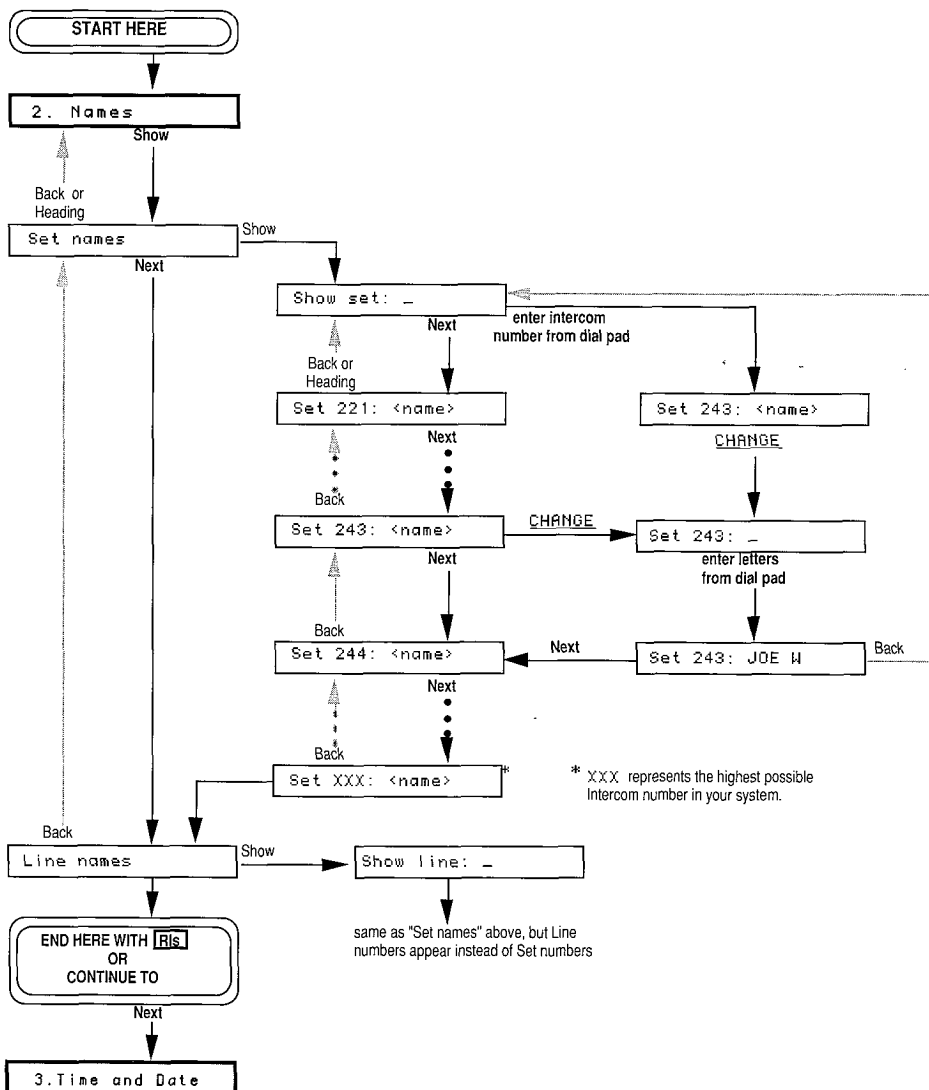 START HERE
2. Names
Show
Back or
Heading
Set names
Show
Next
Show set: _
Next
enter intercom
number from dial pad
Back or
Heading
Set 221: <name>
Set 243: <name>
Next
CHANGE
Back
Set 243: <name>
CHANGE
Set 243: _
Next
enter letters
from dial pad
Back
Set 244: <name>
Next
Set 243: JOE W
Back
Next
Back
Set XXX: <name> *
* XXX represents the highest possible
Intercom number in your system.
Back
Line names
Show
Show line: _
same as "Set names" above, but Line
numbers appear instead of Set numbers
END HERE WITH Rls
OR
CONTINUE TO
Next
3.Time and Date